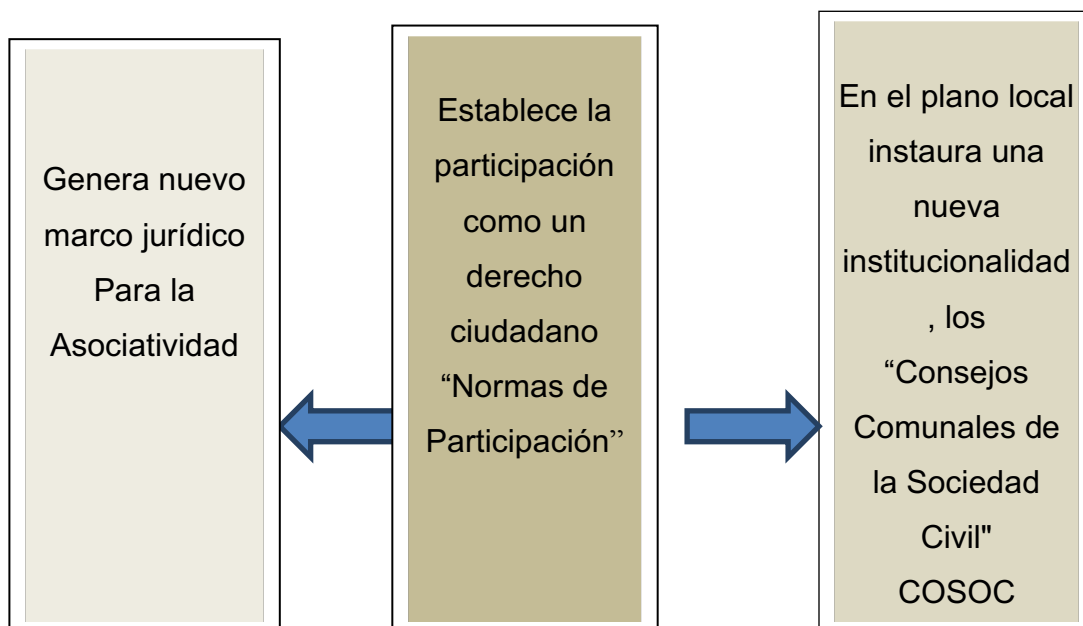 Genera nuevo
marco jurídico
Para la
Asociatividad
Establece la
participación
como un
derecho
ciudadano
“Normas de
Participación”
En el plano local
instaura una
nueva
institucionalidad
, los
“Consejos
Comunales de
la Sociedad
Civil"
COSOC